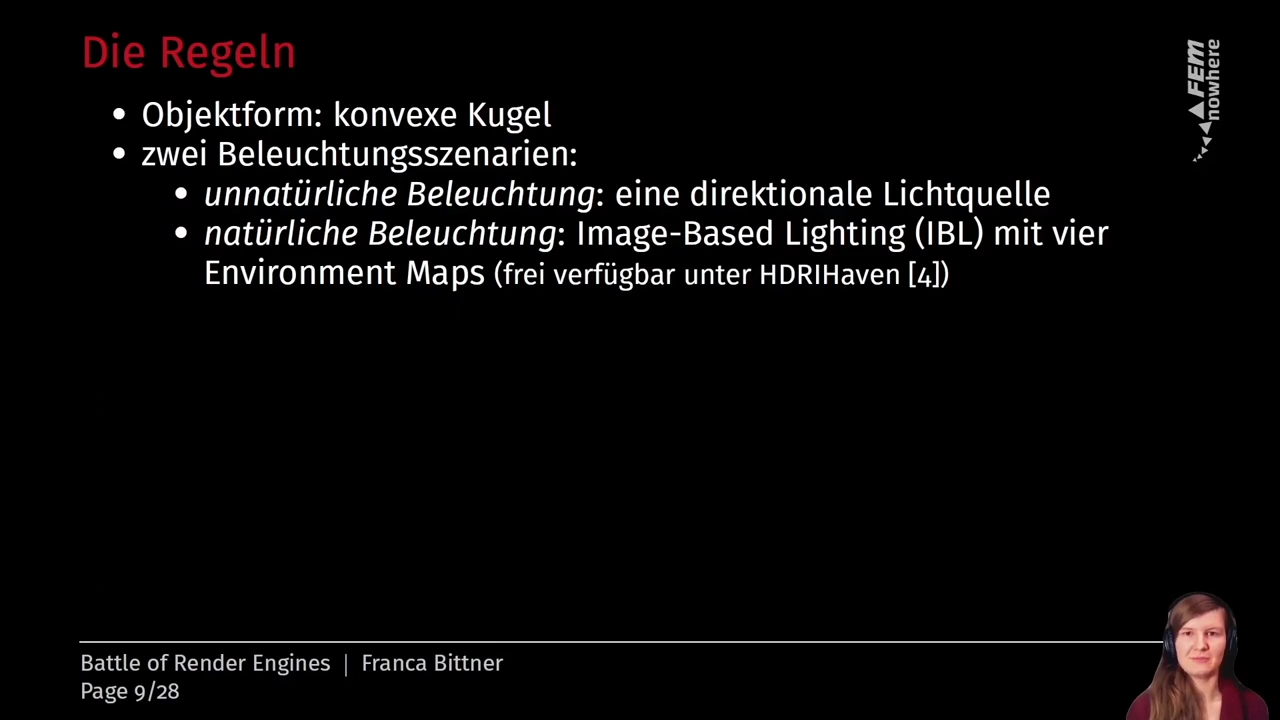 Die Regeln
• Objektform: konvexe Kugel
• zwei Beleuchtungsszenarien:
• unnatürliche Beleuchtung: eine direktionale Lichtquelle
• natürliche Beleuchtung: Image-Based Lighting (IBL) mit vier
Environment Maps (frei verfügbar unter HDRIHaven [4])
FEM
nowhere
Battle of Render Engines | Franca Bittner
Page 9/28